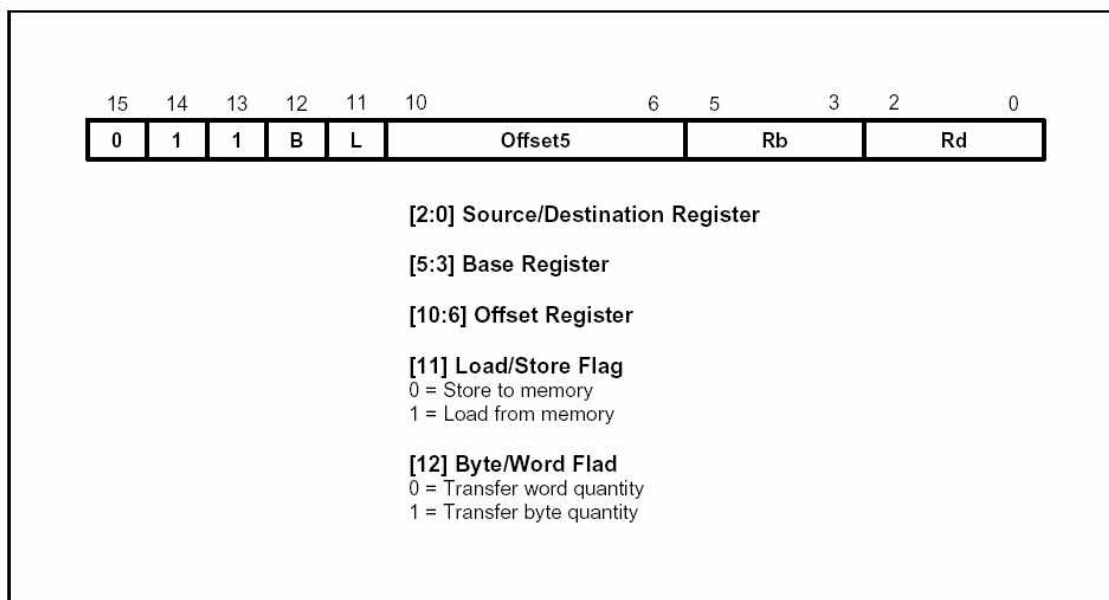 15 14 13 12 11 10 6 5 3 2 0
0 1 1 B L Offset5 Rb Rd
[2:0] Source/Destination Register
[5:3] Base Register
[10:6] Offset Register
[11] Load/Store Flag
0 = Store to memory
1 = Load from memory
[12] Byte/Word Flad
0 = Transfer word quantity
1 = Transfer byte quantity